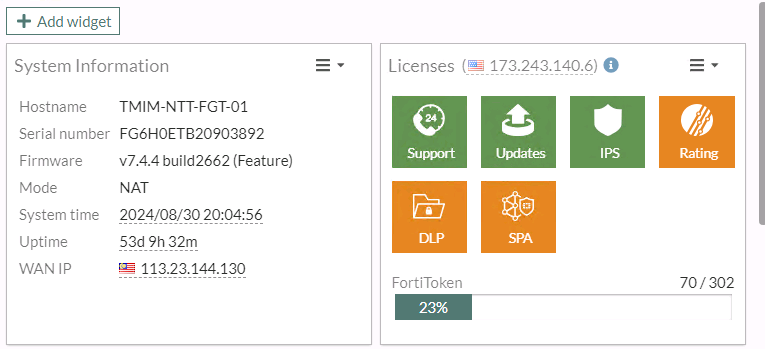 Add widget
System Information
Hostname TMIM-NTT-FGT-01
Serial number FG6H0ETB20903892
Firmware v7.4.4 build2662 (Feature)
Mode NAT
System time 2024/08/30 20:04:56
Uptime 53d 9h 32m
WAN IP 113.23.144.130
Licenses (173.243.140.6)
24
Support Updates IPS Rating
DLP SPA
FortiToken 70 / 302
23%